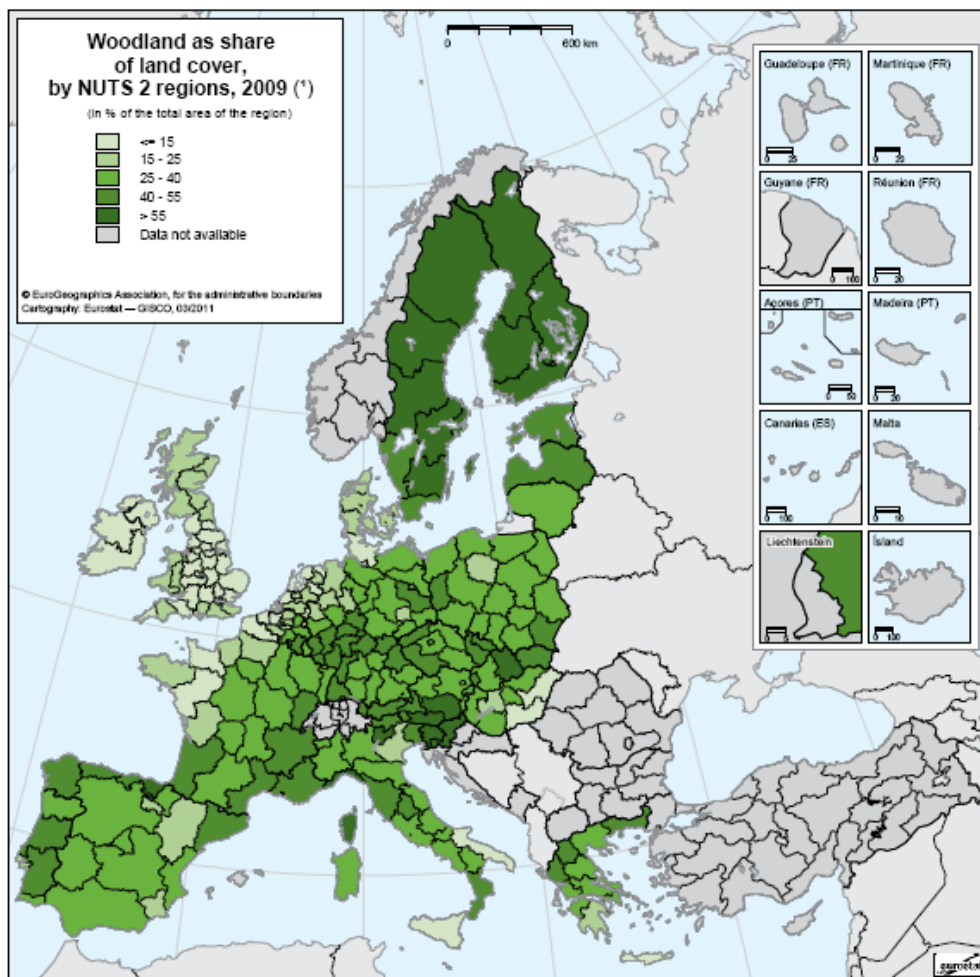 Woodland as share
of land cover,
by NUTS 2 regions, 2009 (*)
(in % of the total area of the region)
<= 15
15 - 25
25 - 40
40 - 55
> 55
Data not available
© EuroGeographics Association, for the administrative boundaries
Cartography: Eurostat — GISCO, 03/2011
0 600 km
Guadeloupe (FR)
0 25
Martinique (FR)
0 20
Guyane (FR)
0 100
Réunion (FR)
0 20
Açores (PT)
0 50
Madeira (PT)
0 20
Canarias (ES)
0 100
Malta
0 10
Liechtenstein
0 5
Ísland
0 100
eurostat